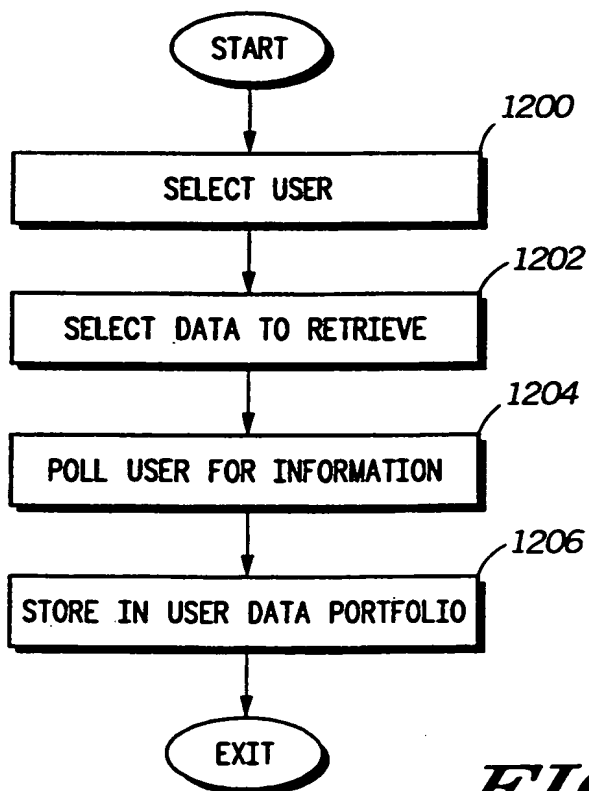 START
1200
SELECT USER
1202
SELECT DATA TO RETRIEVE
1204
POLL USER FOR INFORMATION
1206
STORE IN USER DATA PORTFOLIO
EXIT